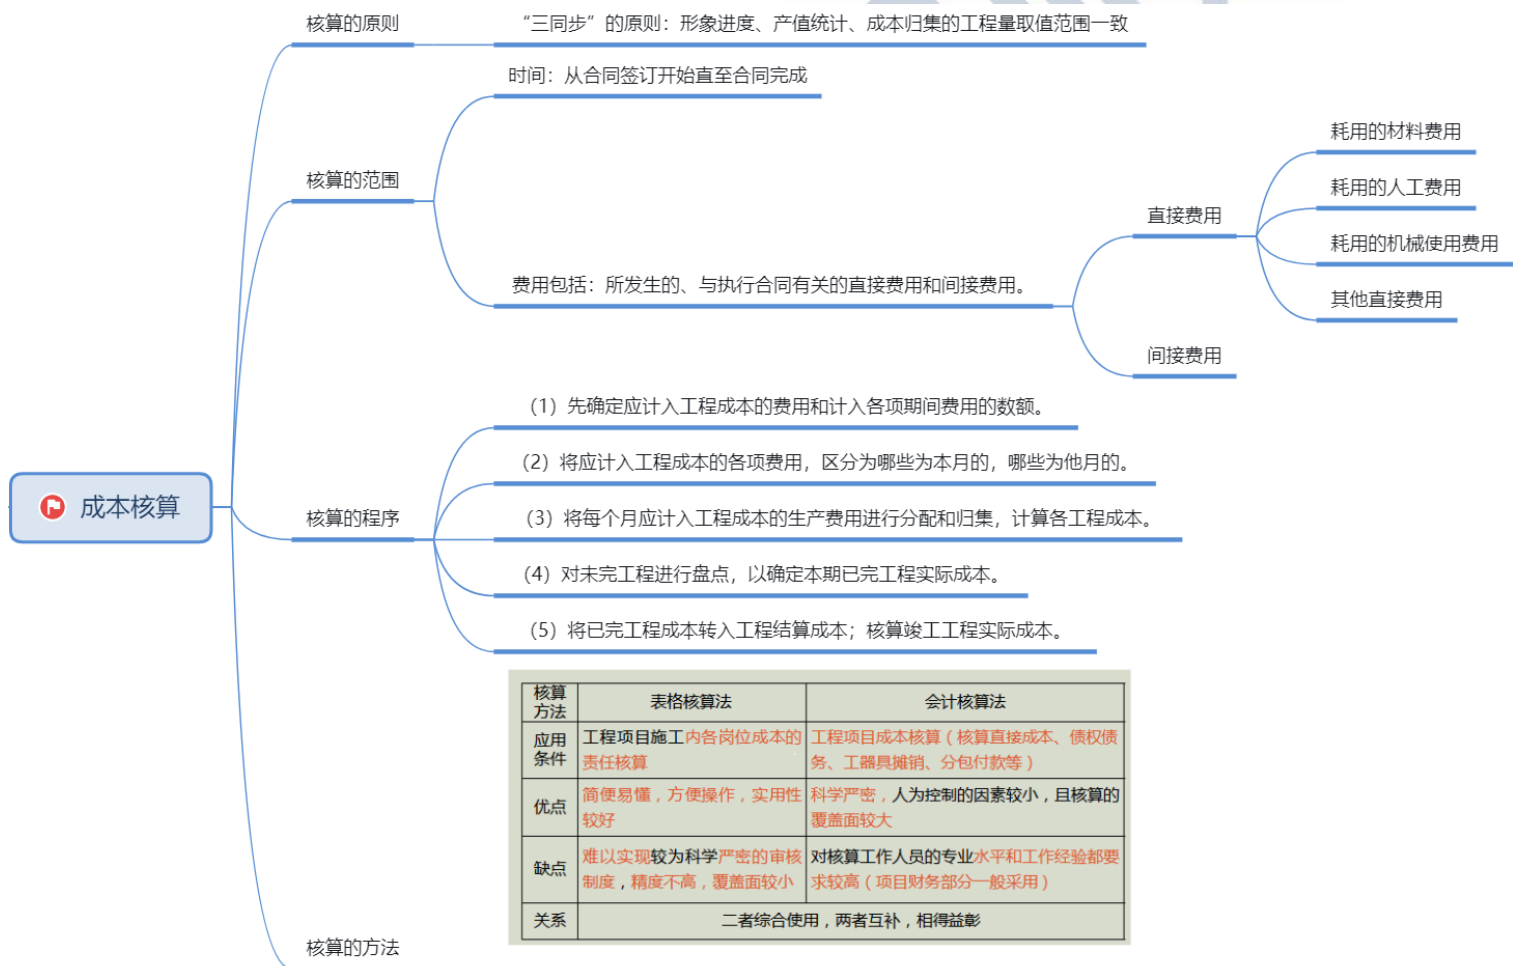 核算的原则
“三同步”的原则：形象进度、产值统计、成本归集的工程量取值范围一致
时间：从合同签订开始直至合同完成
核算的范围
费用包括：所发生的、与执行合同有关的直接费用和间接费用。
直接费用
耗用的材料费用
耗用的人工费用
耗用的机械使用费用
其他直接费用
间接费用
成本核算
核算的程序
（1）先确定应计入工程成本的费用和计入各项期间费用的数额。
（2）将应计入工程成本的各项费用，区分为哪些为本月的，哪些为他月的。
（3）将每个月应计入工程成本的生产费用进行分配和归集，计算各工程成本。
（4）对未完工程进行盘点，以确定本期已完工程实际成本。
（5）将已完工程成本转入工程结算成本；核算竣工工程实际成本。
核算
方法
表格核算法
会计核算法
应用
条件
工程项目施工内各岗位成本的
责任核算
工程项目成本核算（核算直接成本、债权债
务、工器具摊销、分包付款等）
优点
简便易懂，方便操作，实用性
较好
科学严密，人为控制的因素较小，且核算的
覆盖面较大
缺点
难以实现较为科学严密的审核
制度，精度不高，覆盖面较小
对核算工作人员的专业水平和工作经验都要
求较高（项目财务部分一般采用）
关系
二者综合使用，两者互补，相得益彰
核算的方法